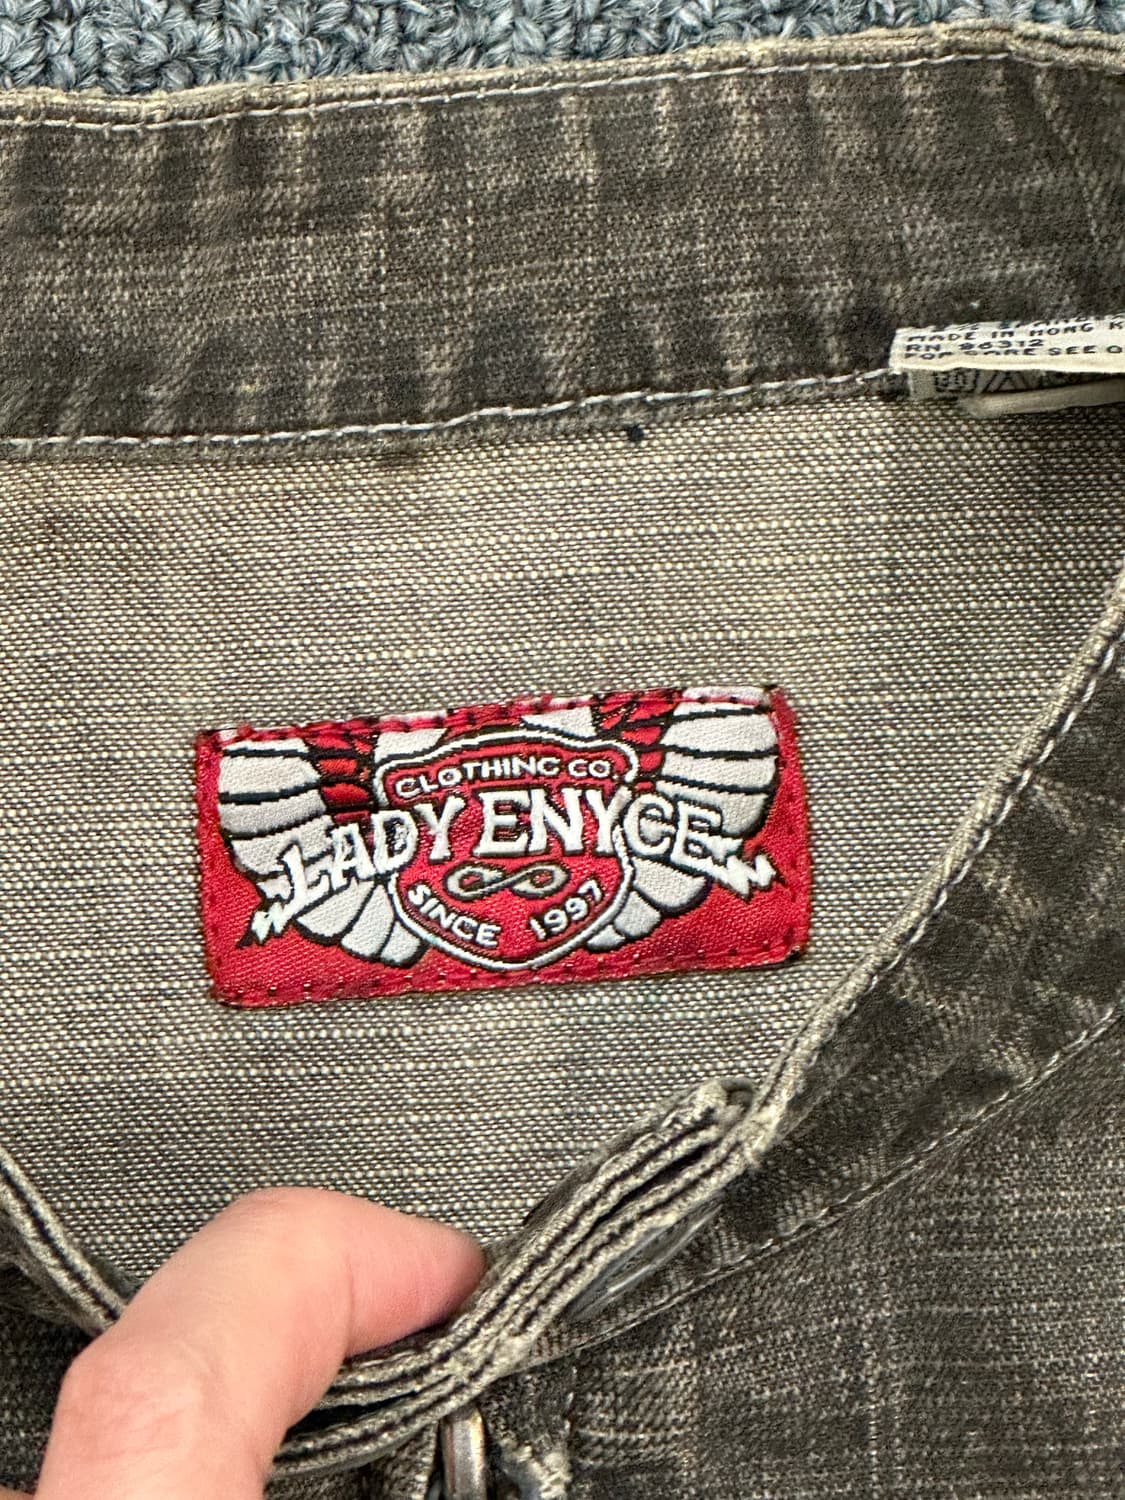 MADE IN HONG K
RN 96312
FOR CARE SEE O
CLOTHING CO.
LADY ENYCE
SINCE 1997